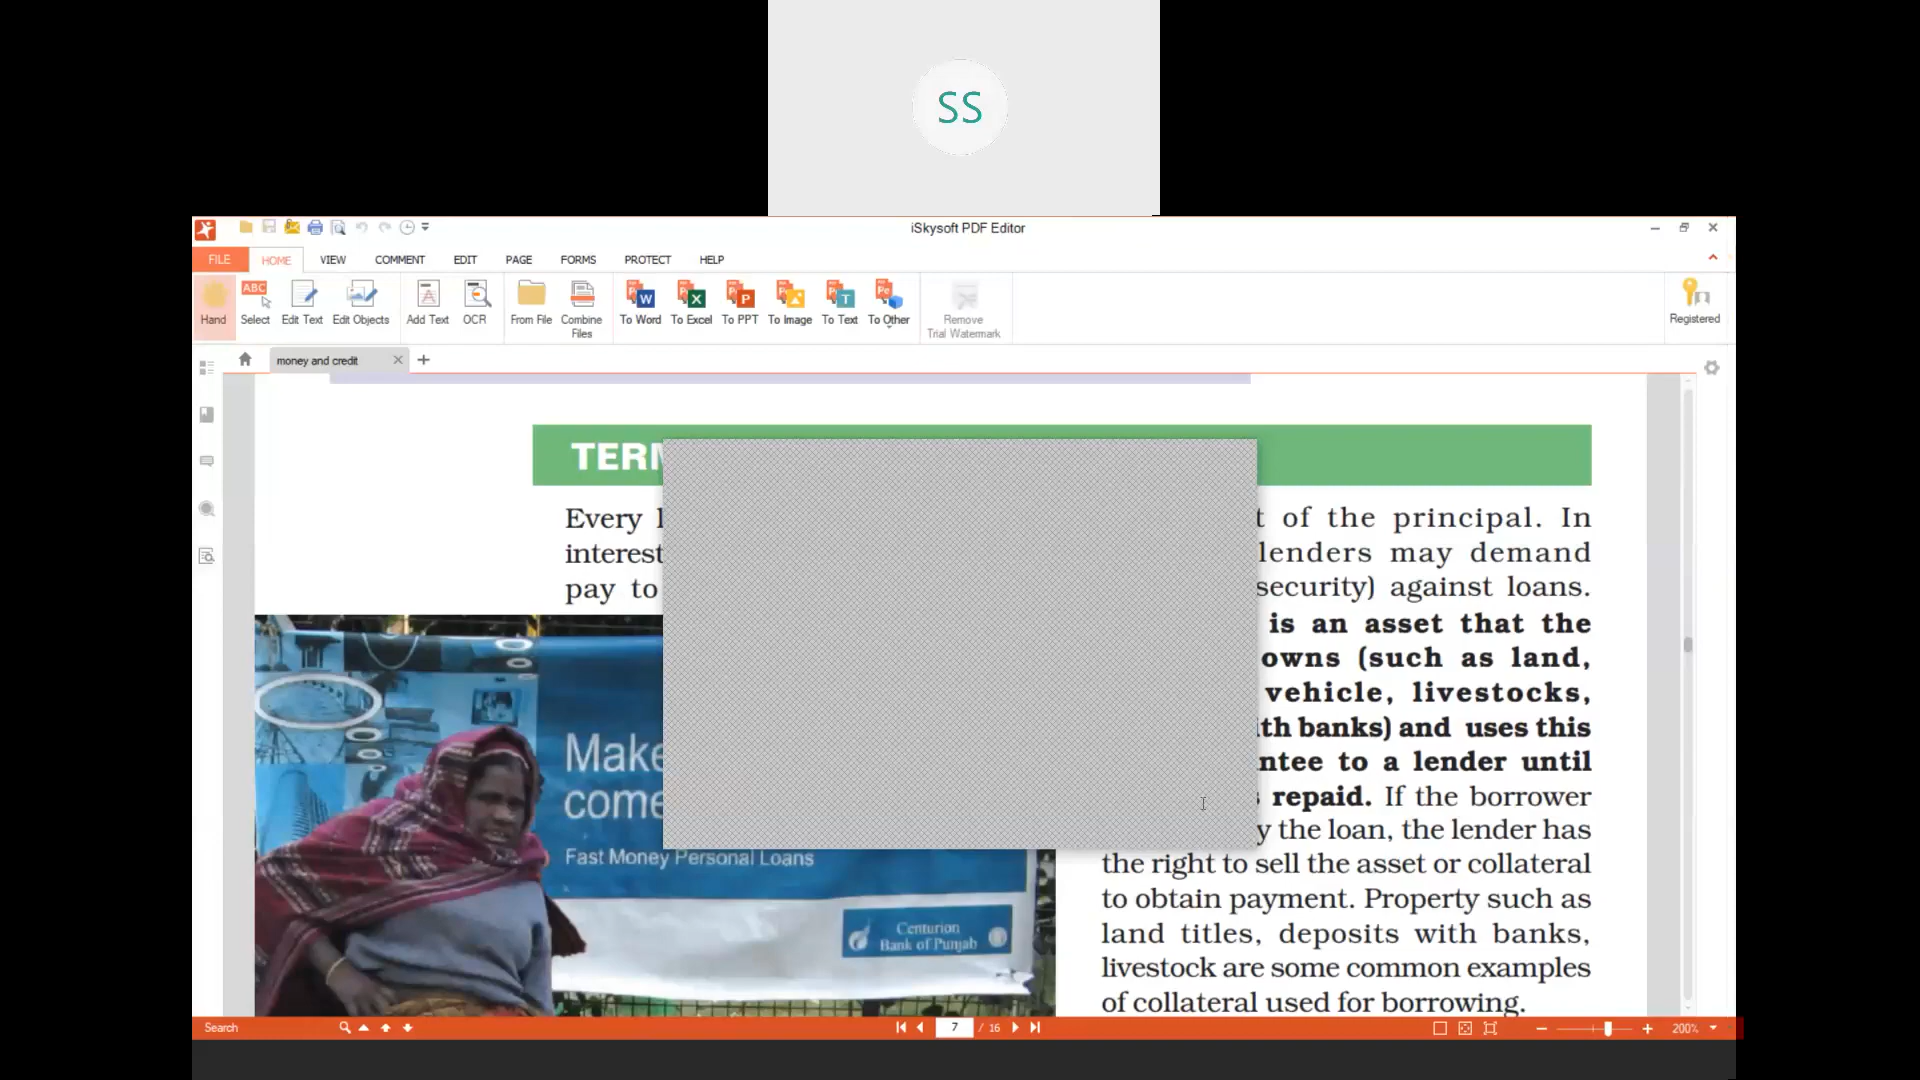 SS
iSkysoft PDF Editor
FILE HOME VIEW COMMENT EDIT PAGE FORMS PROTECT HELP
ABC
Hand Select Edit Text Edit Objects Add Text OCR From File Combine Files To Word To Excel To PPT To Image To Text To Other Remove Trial Watermark Registered
money and credit
TERM
Every
interest
pay to
of the principal. In
lenders may demand
security) against loans.
is an asset that the
owns (such as land,
vehicle, livestocks,
banks) and uses this
to a lender until
repaid. If the borrower
the loan, the lender has
the right to sell the asset or collateral
to obtain payment. Property such as
land titles, deposits with banks,
livestock are some common examples
of collateral used for borrowing.
Make
come
Fast Money Personal Loans
Centurion
Bank of Punjab
Search 7 / 16 200%